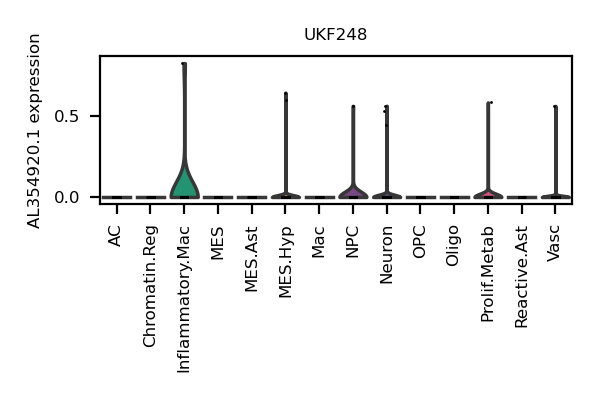 UKF248
AL354920.1 expression
0.5
0.0
AC
Chromatin.Reg
Inflammatory.Mac
MES
MES.Ast
MES.Hyp
Mac
NPC
Neuron
OPC
Oligo
Prolif.Metab
Reactive.Ast
Vasc